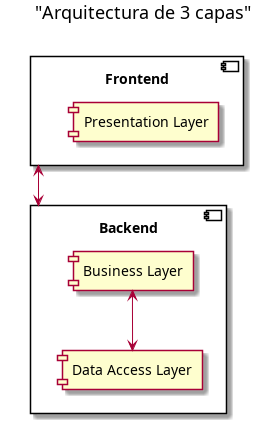 "Arquitectura de 3 capas"
Frontend
Presentation Layer
Backend
Business Layer
Data Access Layer